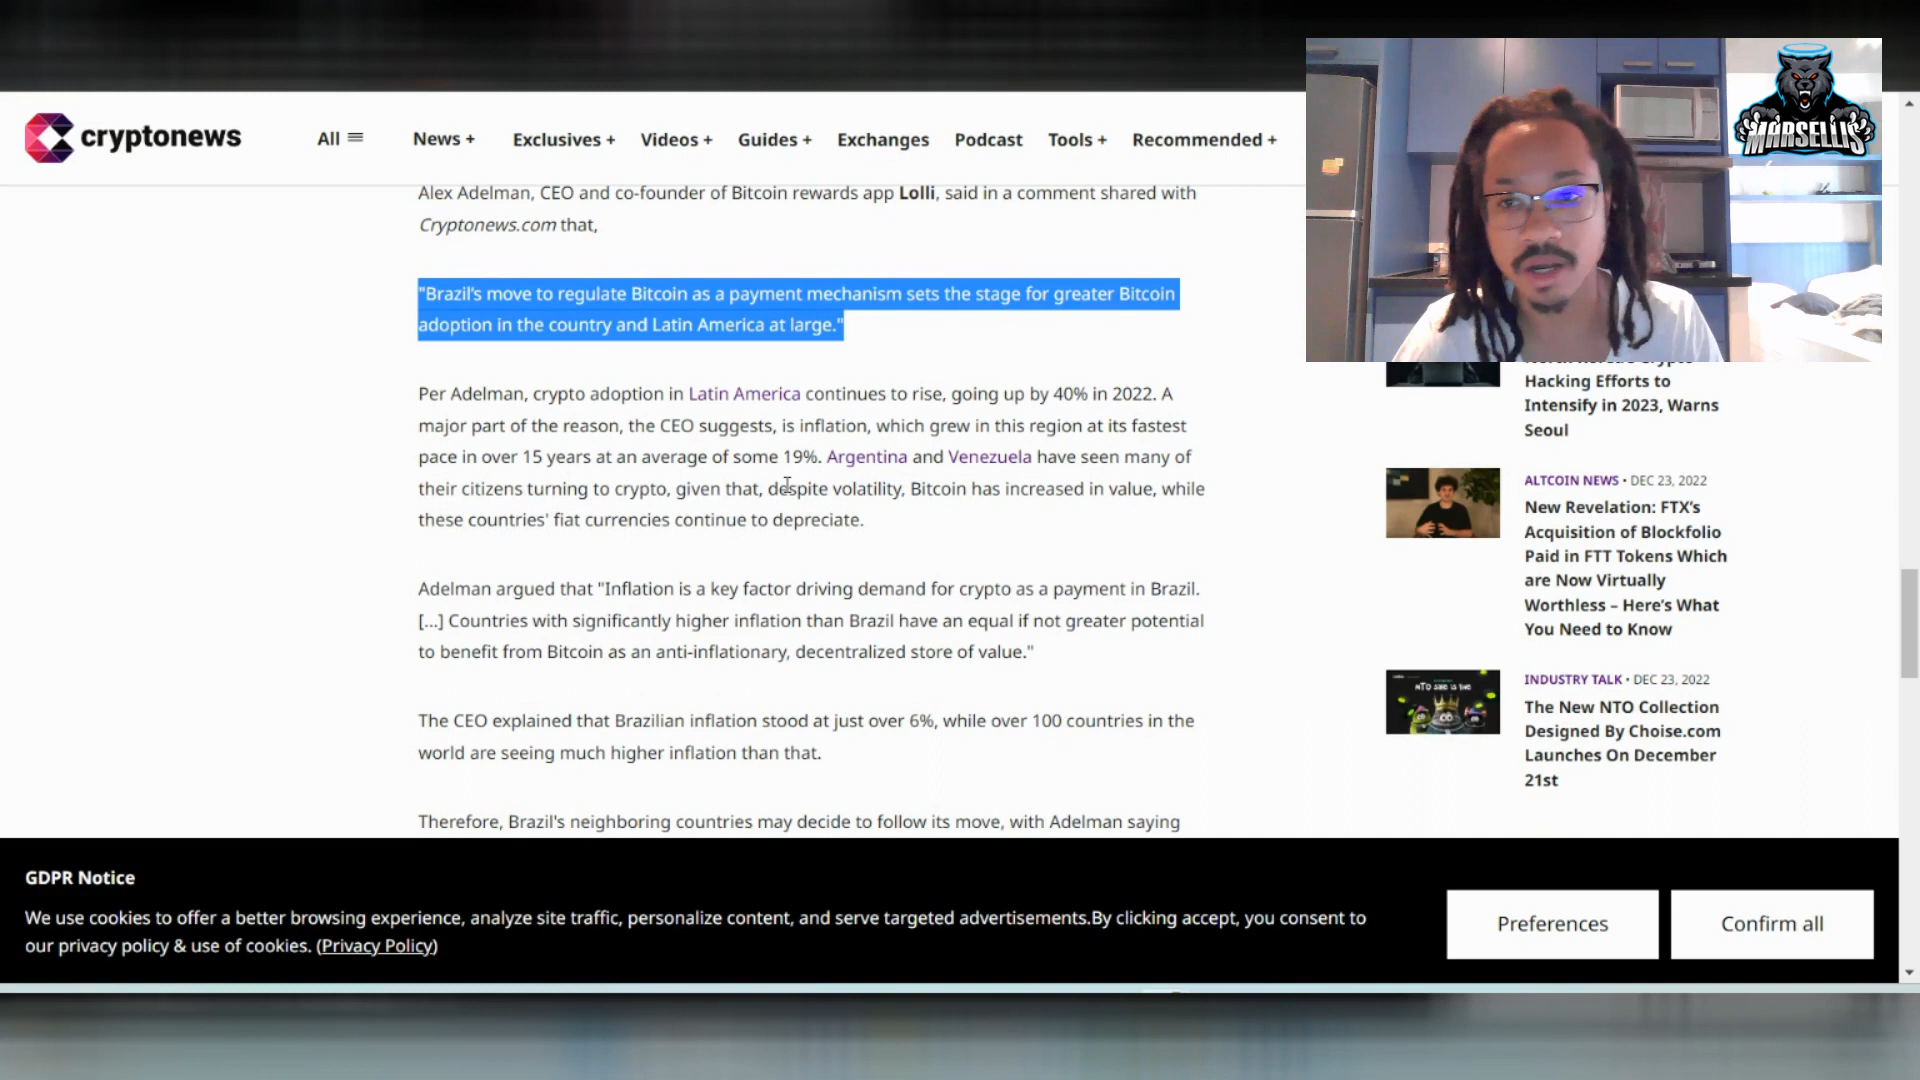 cryptonews
All
News +
Exclusives +
Videos +
Guides +
Exchanges
Podcast
Tools +
Recommended +
MARSELLIS
Alex Adelman, CEO and co-founder of Bitcoin rewards app Lolli, said in a comment shared with
Cryptonews.com that,
"Brazil's move to regulate Bitcoin as a payment mechanism sets the stage for greater Bitcoin
adoption in the country and Latin America at large."
Per Adelman, crypto adoption in Latin America continues to rise, going up by 40% in 2022. A
major part of the reason, the CEO suggests, is inflation, which grew in this region at its fastest
pace in over 15 years at an average of some 19%. Argentina and Venezuela have seen many of
their citizens turning to crypto, given that, despite volatility, Bitcoin has increased in value, while
these countries' fiat currencies continue to depreciate.
Adelman argued that "Inflation is a key factor driving demand for crypto as a payment in Brazil.
[...] Countries with significantly higher inflation than Brazil have an equal if not greater potential
to benefit from Bitcoin as an anti-inflationary, decentralized store of value."
The CEO explained that Brazilian inflation stood at just over 6%, while over 100 countries in the
world are seeing much higher inflation than that.
Therefore, Brazil's neighboring countries may decide to follow its move, with Adelman saying
Hacking Efforts to
Intensify in 2023, Warns
Seoul
ALTCOIN NEWS • DEC 23, 2022
New Revelation: FTX's
Acquisition of Blockfolio
Paid in FTT Tokens Which
are Now Virtually
Worthless – Here's What
You Need to Know
NTO SALE IS LIVE
INDUSTRY TALK • DEC 23, 2022
The New NTO Collection
Designed By Choise.com
Launches On December
21st
GDPR Notice
We use cookies to offer a better browsing experience, analyze site traffic, personalize content, and serve targeted advertisements.By clicking accept, you consent to
our privacy policy & use of cookies. (Privacy Policy)
Preferences
Confirm all